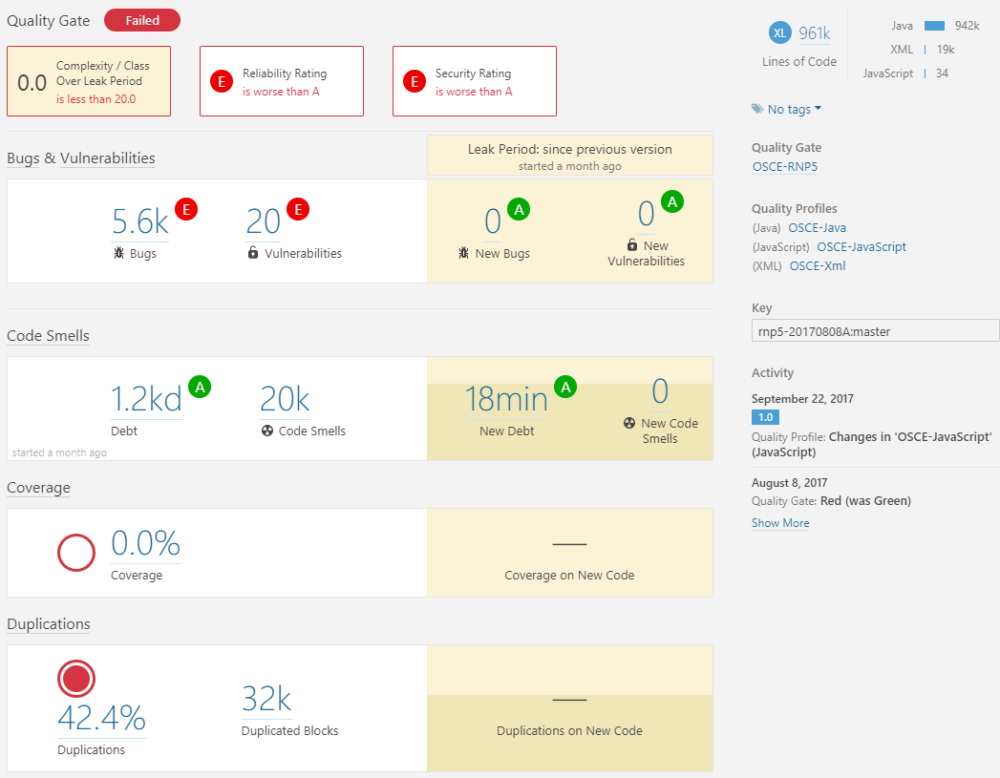 Quality Gate Failed
0.0
Complexity / Class
Over Leak Period
is less than 20.0
E
Reliability Rating
is worse than A
E
Security Rating
is worse than A
Bugs & Vulnerabilities
Leak Period: since previous version
started a month ago
5.6k E
Bugs
20 E
Vulnerabilities
0 A
New Bugs
0 A
New
Vulnerabilities
Code Smells
1.2kd A
Debt
20k
Code Smells
started a month ago
18min A
New Debt
0
New Code
Smells
Coverage
0.0%
Coverage
—
Coverage on New Code
Duplications
42.4%
Duplications
32k
Duplicated Blocks
—
Duplications on New Code
XL 961k
Lines of Code
Java 942k
XML 19k
JavaScript 34
No tags
Quality Gate
OSCE-RNP5
Quality Profiles
(Java) OSCE-Java
(JavaScript) OSCE-JavaScript
(XML) OSCE-Xml
Key
rnp5-20170808A:master
Activity
September 22, 2017
1.0
Quality Profile: Changes in 'OSCE-JavaScript'
(JavaScript)
August 8, 2017
Quality Gate: Red (was Green)
Show More